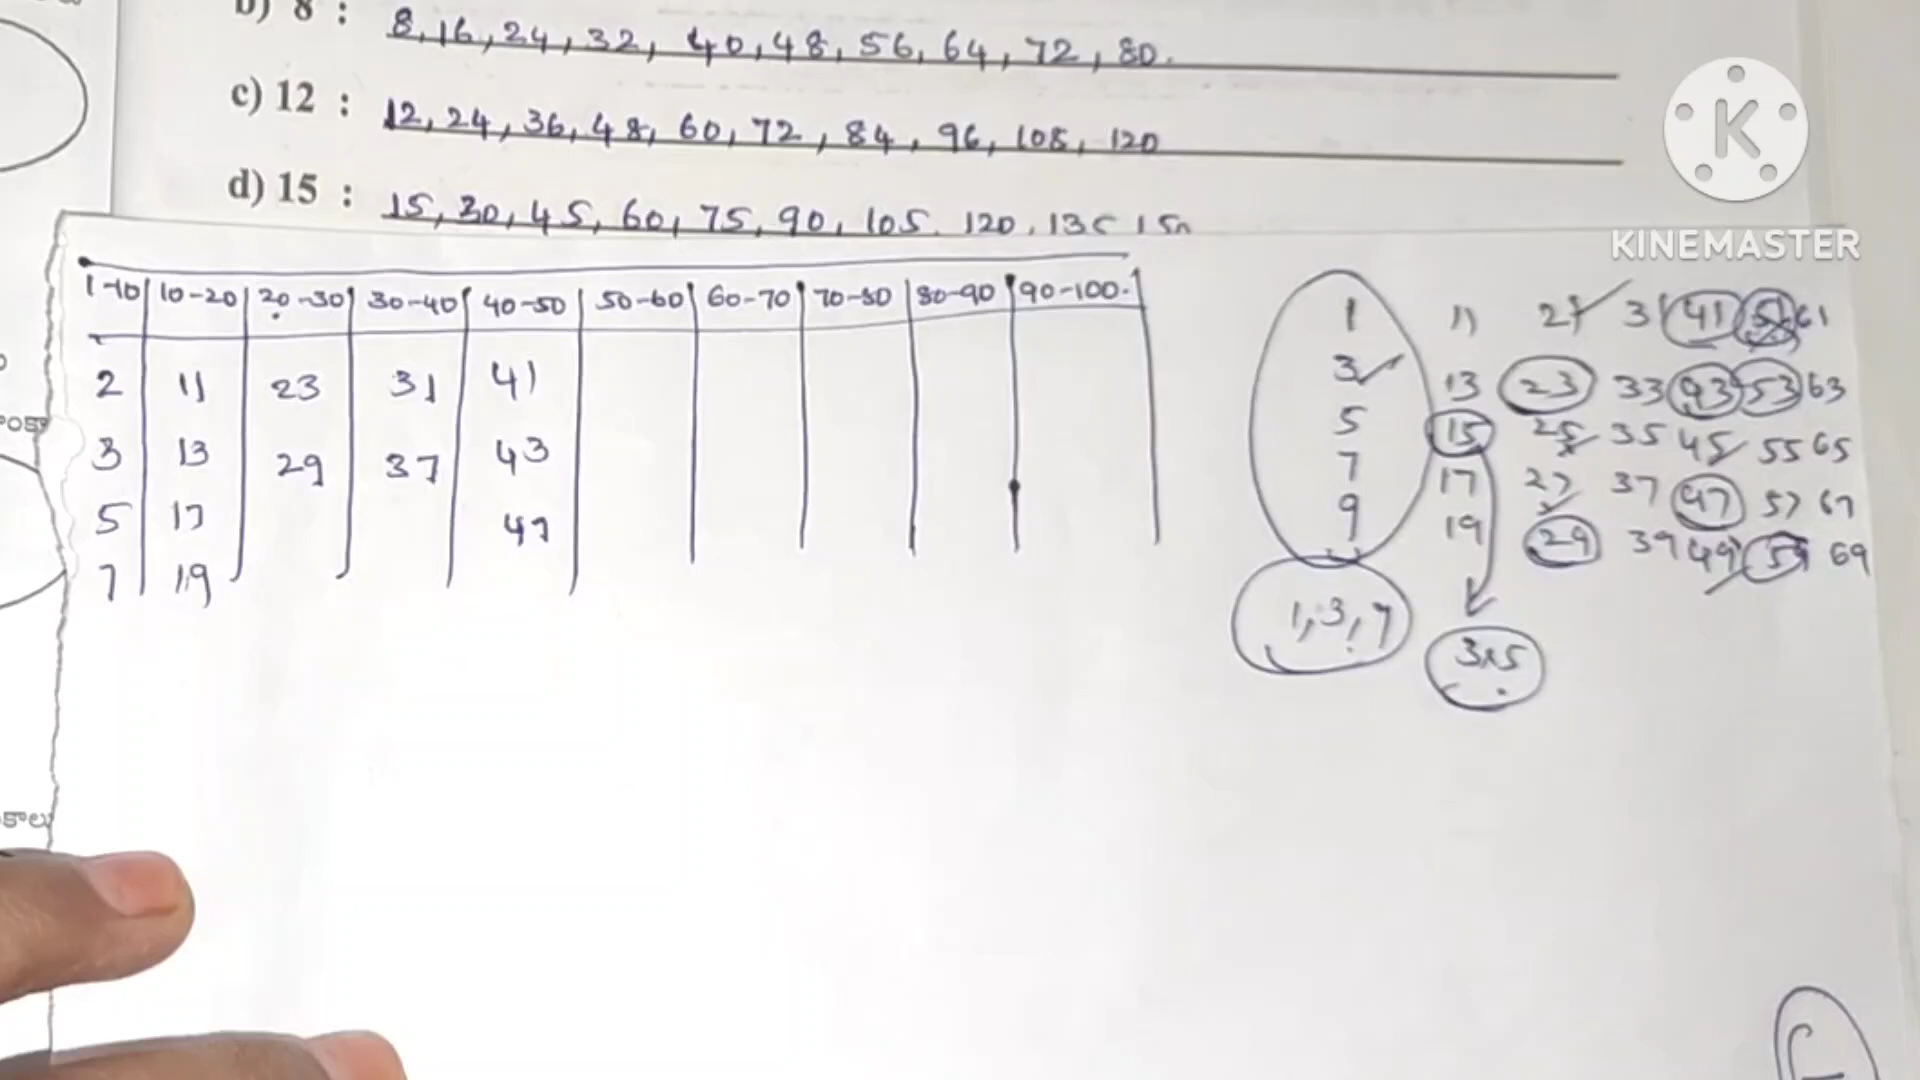 b) 8 : 8, 16, 24, 32, 40, 48, 56, 64, 72, 80.
c) 12 : 12, 24, 36, 48, 60, 72, 84, 96, 108, 120
d) 15 : 15, 30, 45, 60, 75, 90, 105, 120, 135 150
K
KINEMASTER
1-10 10-20 20-30 30-40 40-50 50-60 60-70 70-80 80-90 90-100.
2 11 23 31 41
3 13 29 37 43
5 17 47
7 19
1 11 21 31 41 51 61
3 13 23 33 43 53 63
5 15 25 35 45 55 65
7 17 27 37 47 57 67
9 19 29 39 49 59 69
1, 3, 7
3x5